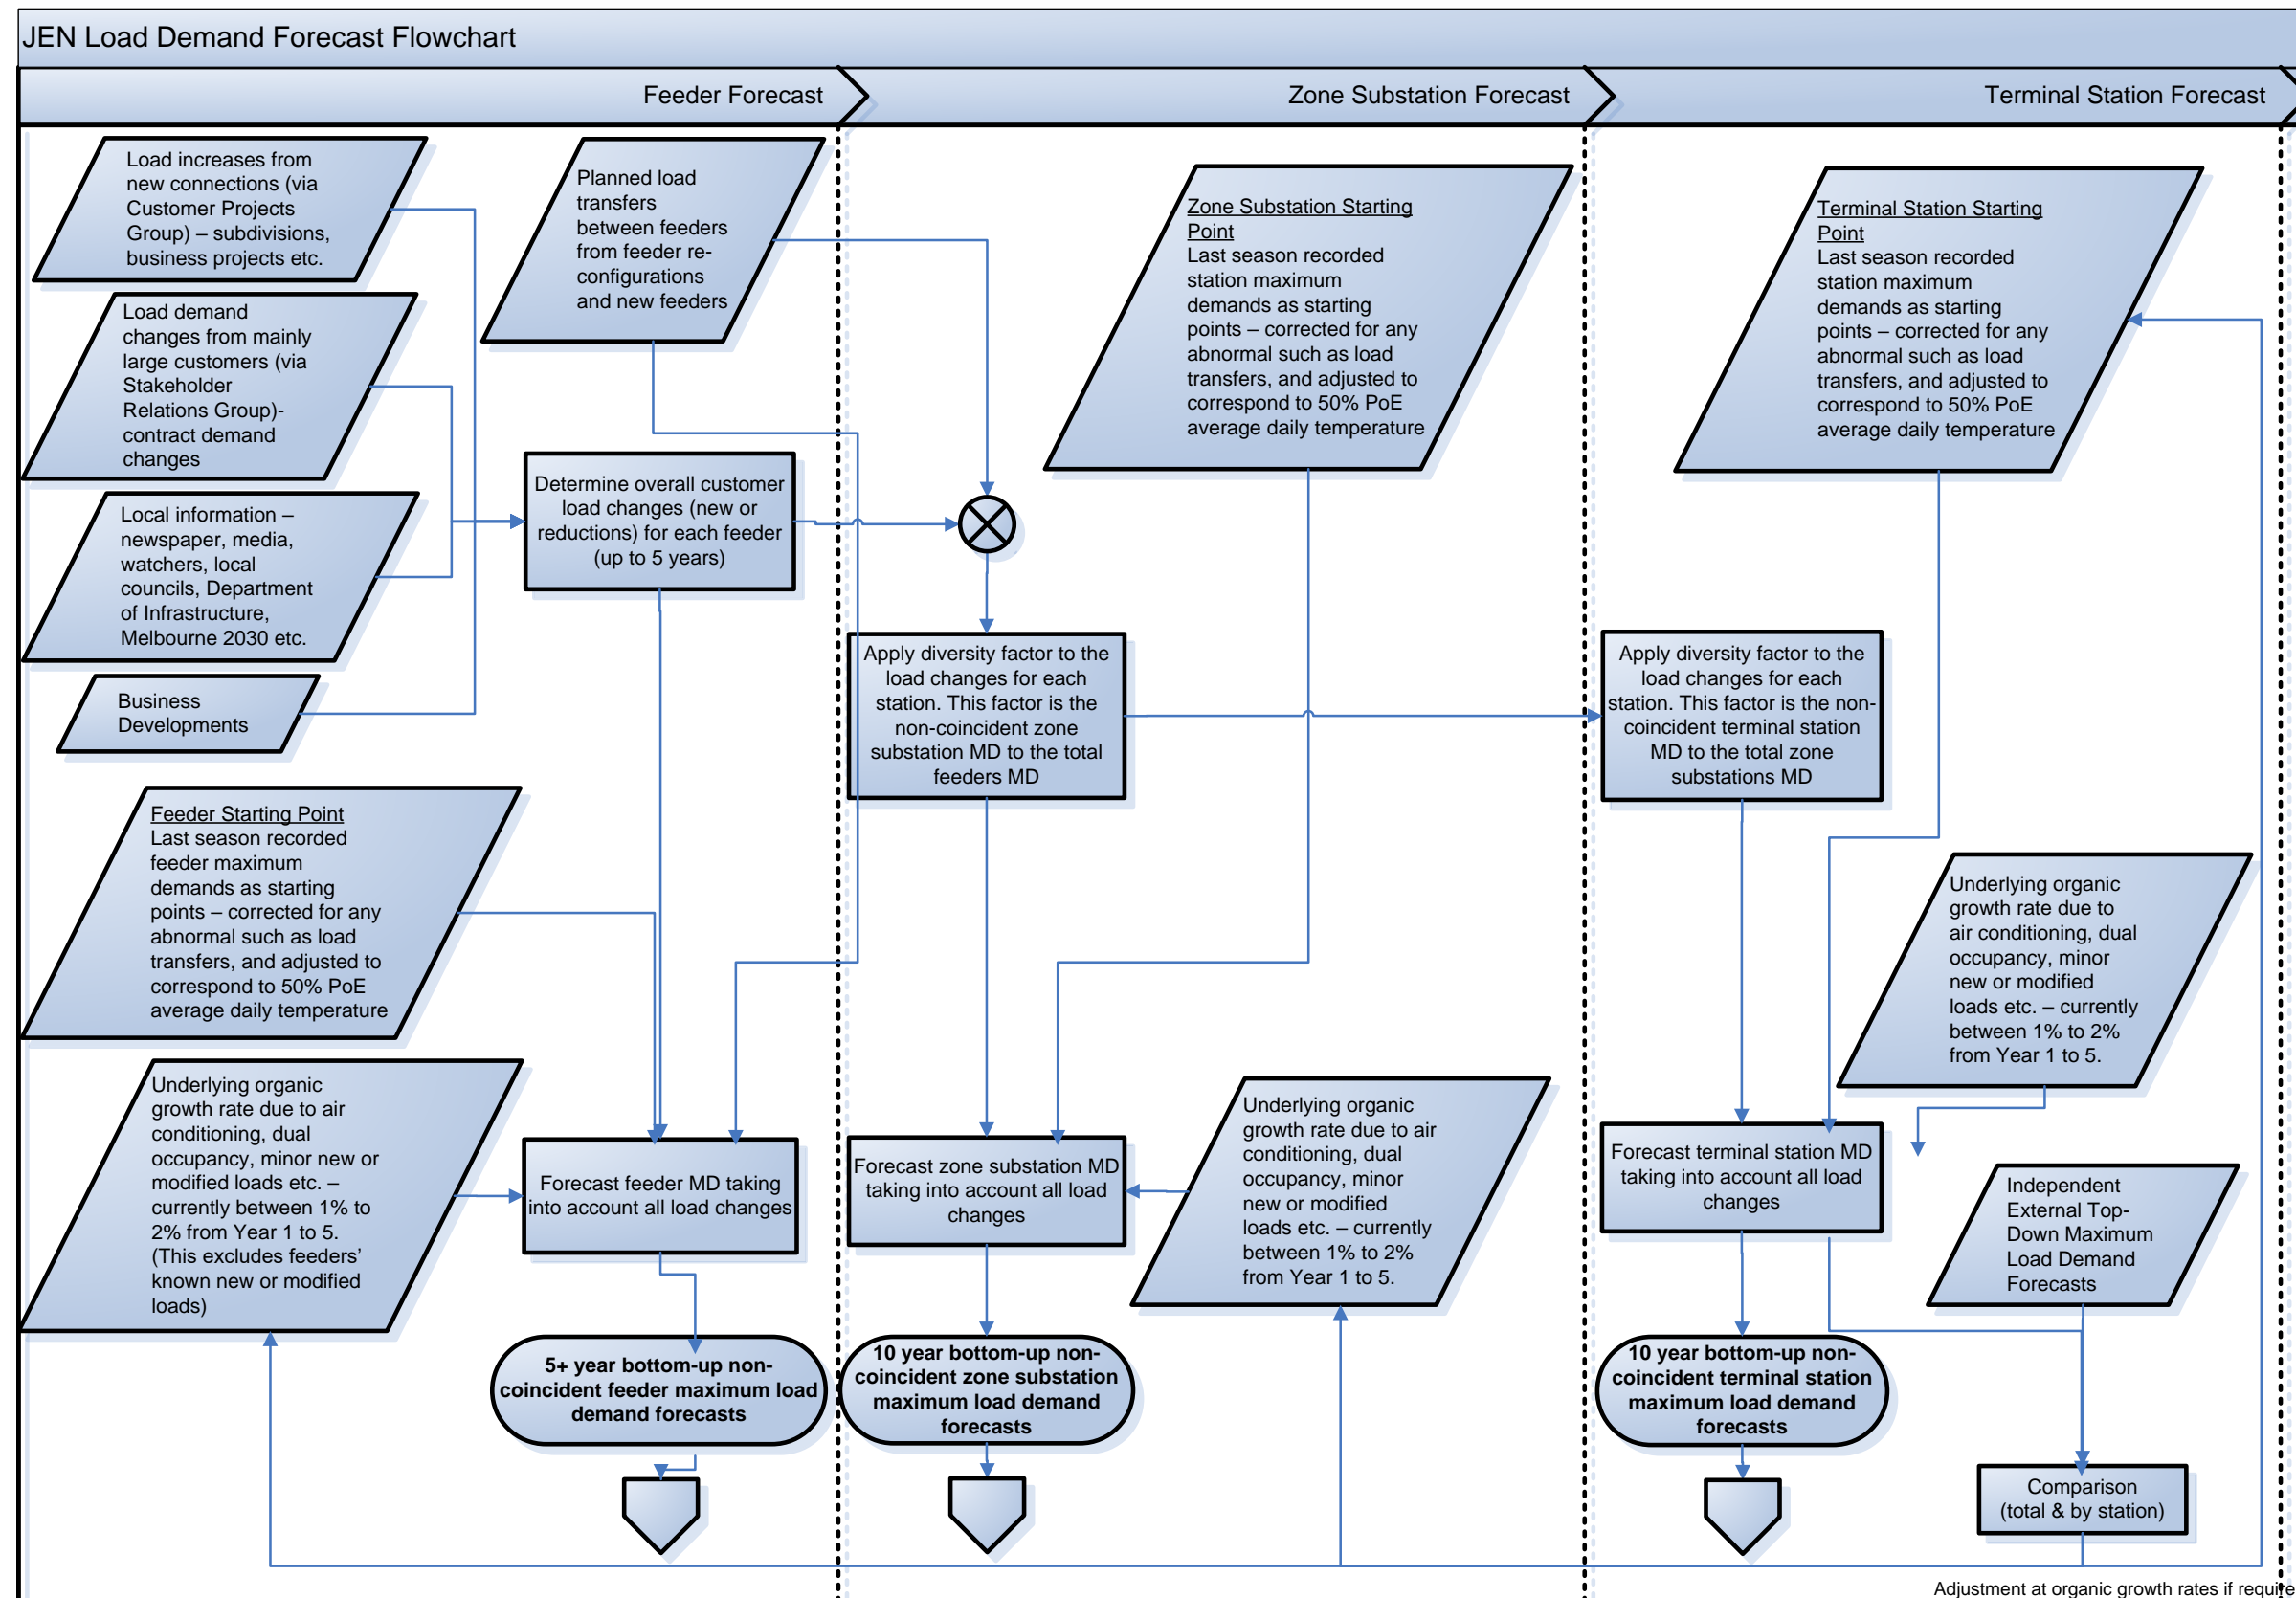 JEN Load Demand Forecast Flowchart
Feeder Forecast
Zone Substation Forecast
Terminal Station Forecast
Load increases from
new connections (via
Customer Projects
Group) – subdivisions,
business projects etc.
Planned load
transfers
between feeders
from feeder re-
configurations
and new feeders
Zone Substation Starting
Point
Last season recorded
station maximum
demands as starting
points – corrected for any
abnormal such as load
transfers, and adjusted to
correspond to 50% PoE
average daily temperature
Terminal Station Starting
Point
Last season recorded
station maximum
demands as starting
points – corrected for any
abnormal such as load
transfers, and adjusted to
correspond to 50% PoE
average daily temperature
Load demand
changes from mainly
large customers (via
Stakeholder
Relations Group)-
contract demand
changes
Determine overall customer
load changes (new or
reductions) for each feeder
(up to 5 years)
Local information –
newspaper, media,
watchers, local
councils, Department
of Infrastructure,
Melbourne 2030 etc.
Business
Developments
Apply diversity factor to the
load changes for each
station. This factor is the
non-coincident zone
substation MD to the total
feeders MD
Apply diversity factor to the
load changes for each
station. This factor is the non-
coincident terminal station
MD to the total zone
substations MD
Feeder Starting Point
Last season recorded
feeder maximum
demands as starting
points – corrected for any
abnormal such as load
transfers, and adjusted to
correspond to 50% PoE
average daily temperature
Underlying organic
growth rate due to
air conditioning, dual
occupancy, minor
new or modified
loads etc. – currently
between 1% to 2%
from Year 1 to 5.
Underlying organic
growth rate due to air
conditioning, dual
occupancy, minor new or
modified loads etc. –
currently between 1% to
2% from Year 1 to 5.
(This excludes feeders’
known new or modified
loads)
Forecast feeder MD taking
into account all load changes
Forecast zone substation MD
taking into account all load
changes
Underlying organic
growth rate due to air
conditioning, dual
occupancy, minor
new or modified
loads etc. – currently
between 1% to 2%
from Year 1 to 5.
Forecast terminal station MD
taking into account all load
changes
Independent
External Top-
Down Maximum
Load Demand
Forecasts
5+ year bottom-up non-
coincident feeder maximum load
demand forecasts
10 year bottom-up non-
coincident zone substation
maximum load demand
forecasts
10 year bottom-up non-
coincident terminal station
maximum load demand
forecasts
Comparison
(total & by station)
Adjustment at organic growth rates if require